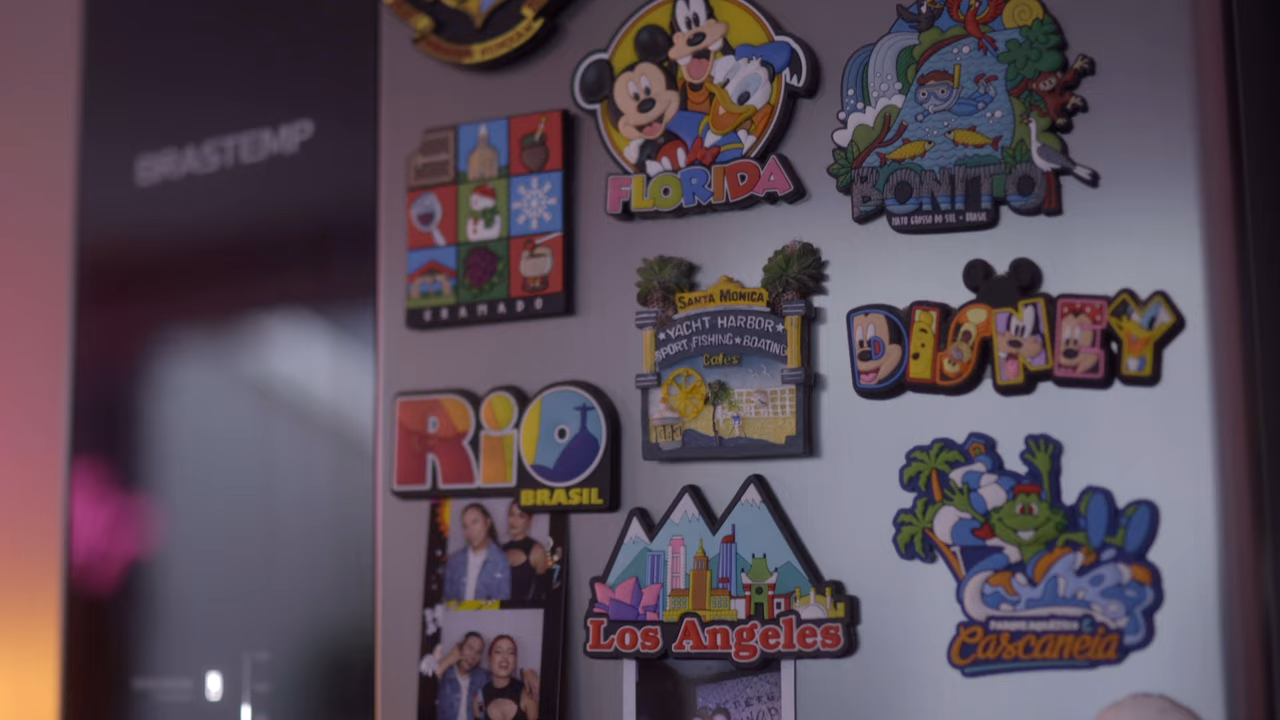 BRASTEMP
FLORIDA
BONITO
MATO GROSSO DO SUL - BRASIL
GRAMADO
SANTA MONICA
★YACHT HARBOR★
SPORT FISHING★BOATING
Cafes
DISNEY
RiO
BRASIL
Los Angeles
PARQUE AQUÁTICO
Cascaneia